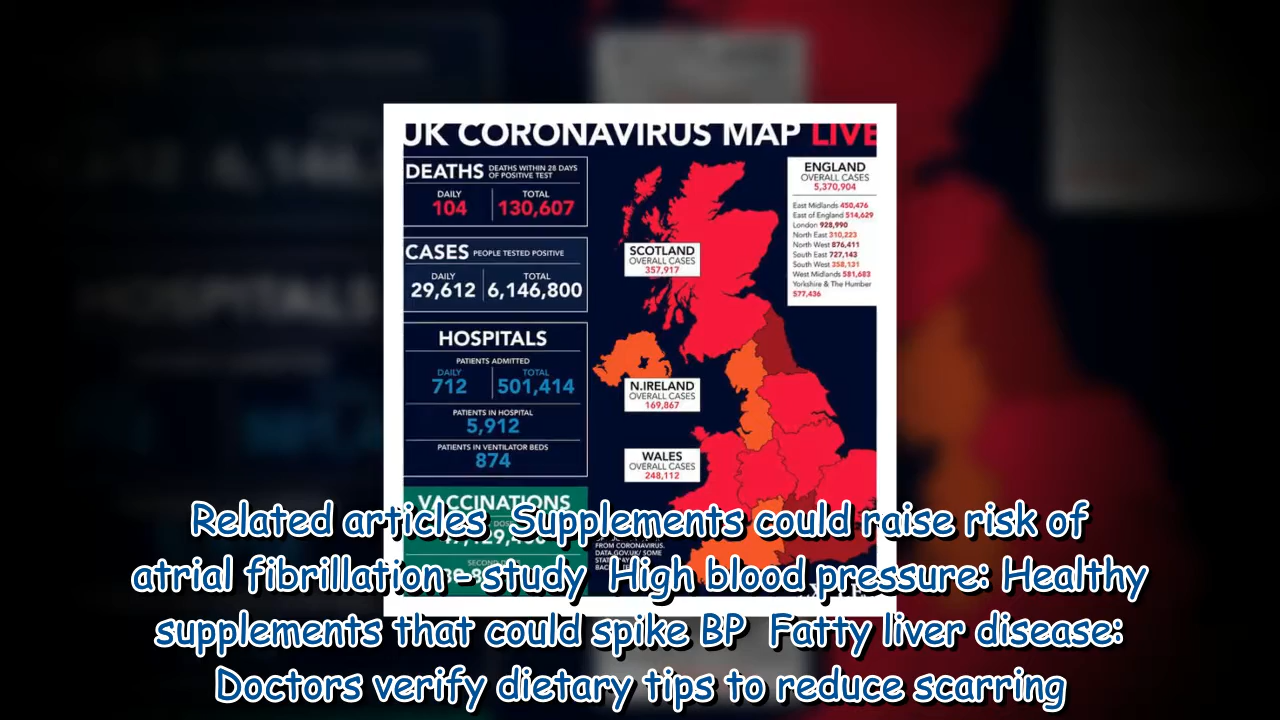 UK CORONAVIRUS MAP LIVE
DEATHS DEATHS WITHIN 28 DAYS OF POSITIVE TEST
DAILY TOTAL
104 130,607
CASES PEOPLE TESTED POSITIVE
DAILY TOTAL
29,612 6,146,800
HOSPITALS
PATIENTS ADMITTED
DAILY TOTAL
712 501,414
PATIENTS IN HOSPITAL
5,912
PATIENTS IN VENTILATOR BEDS
874
VACCINATIONS
SCOTLAND
OVERALL CASES
357,917
N.IRELAND
OVERALL CASES
169,867
WALES
OVERALL CASES
248,112
ENGLAND
OVERALL CASES
5,370,904
East Midlands 450,476
East of England 514,629
London 928,990
North East 310,223
North West 876,411
South East 727,143
South West 358,131
West Midlands 581,683
Yorkshire & The Humber
577,436
FROM CORONAVIRUS.
DATA.GOV.UK/ SOME
Related articles Supplements could raise risk of
atrial fibrillation - study High blood pressure: Healthy
supplements that could spike BP Fatty liver disease:
Doctors verify dietary tips to reduce scarring